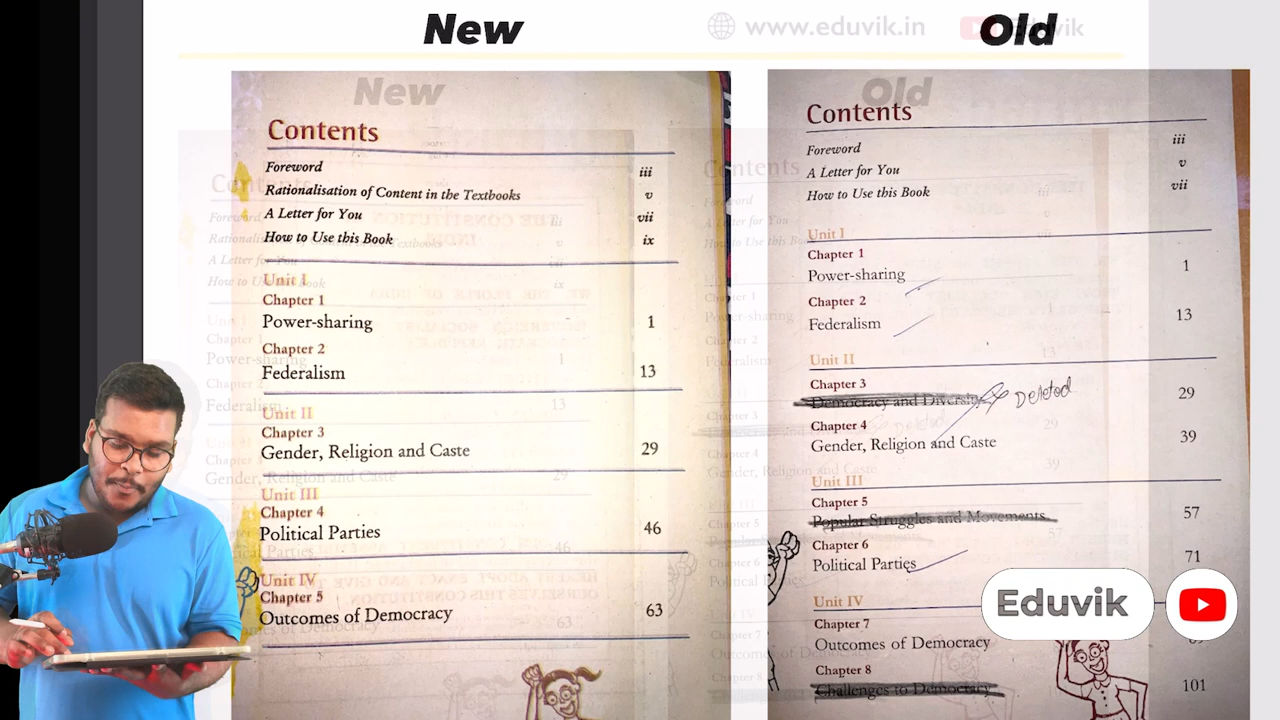 New
www.eduvik.in
Eduvik
Old
New
Old
Contents
Foreword iii
Rationalisation of Content in the Textbooks v
A Letter for You vii
How to Use this Book ix
Unit I
Chapter 1
Power-sharing 1
Chapter 2
Federalism 13
Unit II
Chapter 3
Gender, Religion and Caste 29
Unit III
Chapter 4
Political Parties 46
Unit IV
Chapter 5
Outcomes of Democracy 63
Contents
Foreword iii
A Letter for You v
How to Use this Book vii
Unit I
Chapter 1
Power-sharing 1
Chapter 2
Federalism 13
Unit II
Chapter 3
Democracy and Diversity 29
Deleted
Chapter 4
Gender, Religion and Caste 39
Unit III
Chapter 5
Popular Struggles and Movements 57
Chapter 6
Political Parties 71
Unit IV
Chapter 7
Outcomes of Democracy
Chapter 8
Challenges to Democracy 101
Eduvik